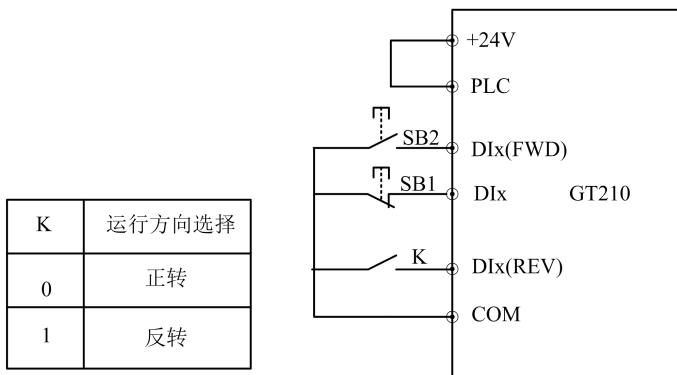 +24V
PLC
SB2
DIx(FWD)
SB1
DIx
GT210
K
DIx(REV)
COM
K 运行方向选择
0 正转
1 反转